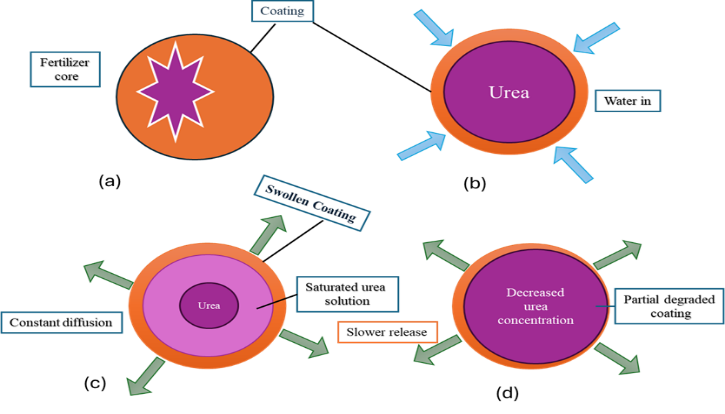 Coating
Fertilizer
core
Urea
Water in
(a)
(b)
Swollen Coating
Urea
Saturated urea
solution
Constant diffusion
Slower release
Decreased
urea
concentration
Partial degraded
coating
(c)
(d)